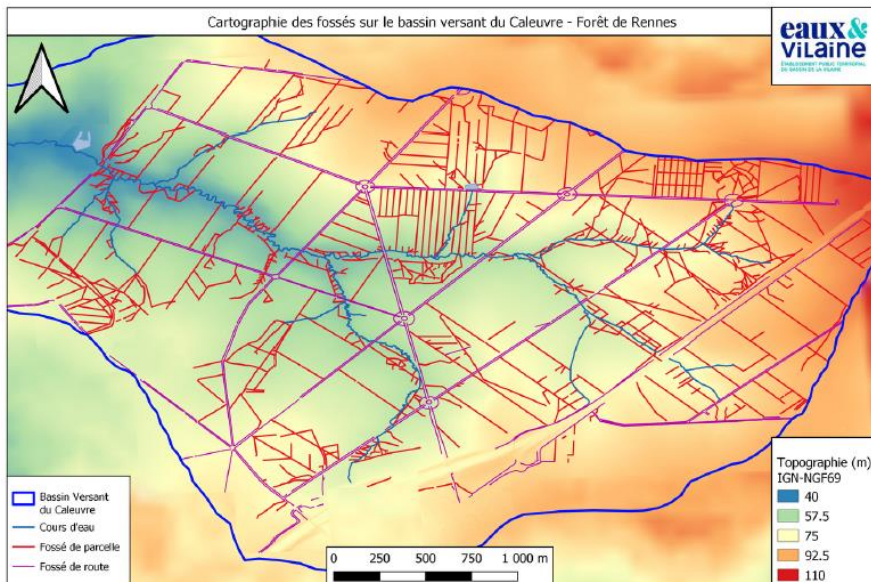 Cartographie des fossés sur le bassin versant du Caleuvre - Forêt de Rennes
eaux&
ViLAiNE
ÉTABLISSEMENT PUBLIC TERRITORIAL
DU BASSIN DE LA VILAINE
Bassin Versant
du Caleuvre
Cours d'eau
Fossé de parcelle
Fossé de route
0 250 500 750 1 000 m
Topographie (m)
IGN-NGF69
40
57.5
75
92.5
110